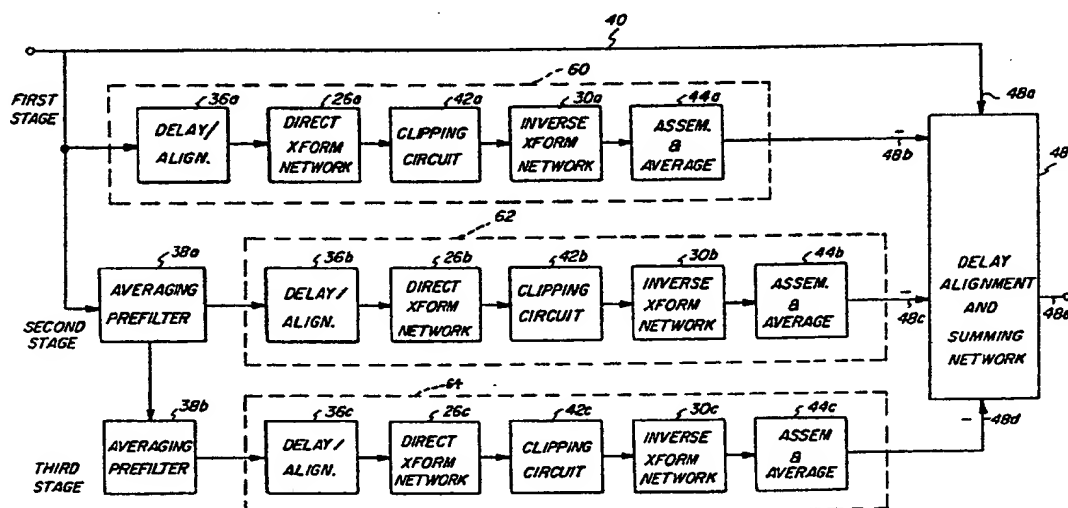 40
60
FIRST
STAGE
36a
DELAY/
ALIGN.
26a
DIRECT
XFORM
NETWORK
42a
CLIPPING
CIRCUIT
30a
INVERSE
XFORM
NETWORK
44a
ASSEM.
&
AVERAGE
48a
-
48b
48
62
38a
AVERAGING
PREFILTER
SECOND
STAGE
36b
DELAY/
ALIGN.
26b
DIRECT
XFORM
NETWORK
42b
CLIPPING
CIRCUIT
30b
INVERSE
XFORM
NETWORK
44b
ASSEM.
&
AVERAGE
-
48c
DELAY
ALIGNMENT
AND
SUMMING
NETWORK
48e
64
38b
AVERAGING
PREFILTER
THIRD
STAGE
36c
DELAY/
ALIGN.
26c
DIRECT
XFORM
NETWORK
42c
CLIPPING
CIRCUIT
30c
INVERSE
XFORM
NETWORK
44c
ASSEM
&
AVERAGE
-
48d